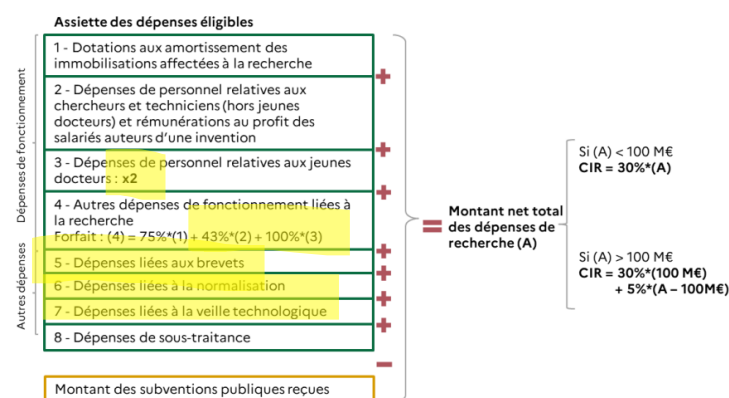 Assiette des dépenses éligibles
Dépenses de fonctionnement
1 - Dotations aux amortissement des
immobilisations affectées à la recherche
+
2 - Dépenses de personnel relatives aux
chercheurs et techniciens (hors jeunes
docteurs) et rémunérations au profit des
salariés auteurs d'une invention
+
3 - Dépenses de personnel relatives aux jeunes
docteurs : x2
+
4 - Autres dépenses de fonctionnement liées à
la recherche
Forfait : (4) = 75%*(1) + 43%*(2) + 100%*(3)
+
Autres dépenses
5 - Dépenses liées aux brevets
+
6 - Dépenses liées à la normalisation
+
7 - Dépenses liées à la veille technologique
+
8 - Dépenses de sous-traitance
−
Montant des subventions publiques reçues
=
Montant net total
des dépenses de
recherche (A)
Si (A) < 100 M€
CIR = 30%*(A)
Si (A) > 100 M€
CIR = 30%*(100 M€)
+ 5%*(A – 100M€)